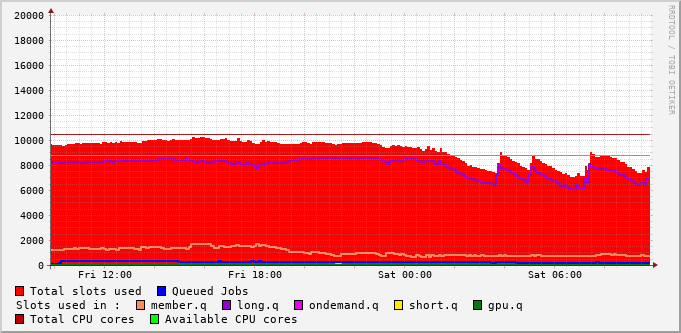 20000
18000
16000
14000
12000
10000
8000
6000
4000
2000
0
Fri 12:00 Fri 18:00 Sat 00:00 Sat 06:00
RRDTOOL / TOBI OETIKER
Total slots used Queued Jobs
Slots used in : member.q long.q ondemand.q short.q gpu.q
Total CPU cores Available CPU cores